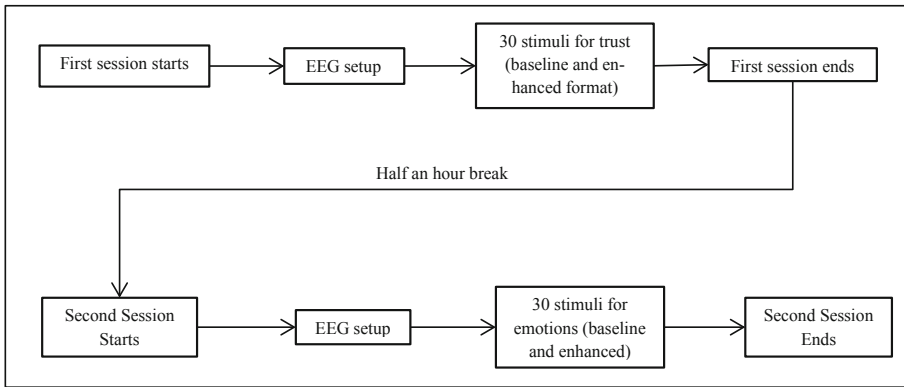 First session starts
EEG setup
30 stimuli for trust
(baseline and en-
hanced format)
First session ends
Half an hour break
Second Session
Starts
EEG setup
30 stimuli for
emotions (baseline
and enhanced)
Second Session
Ends